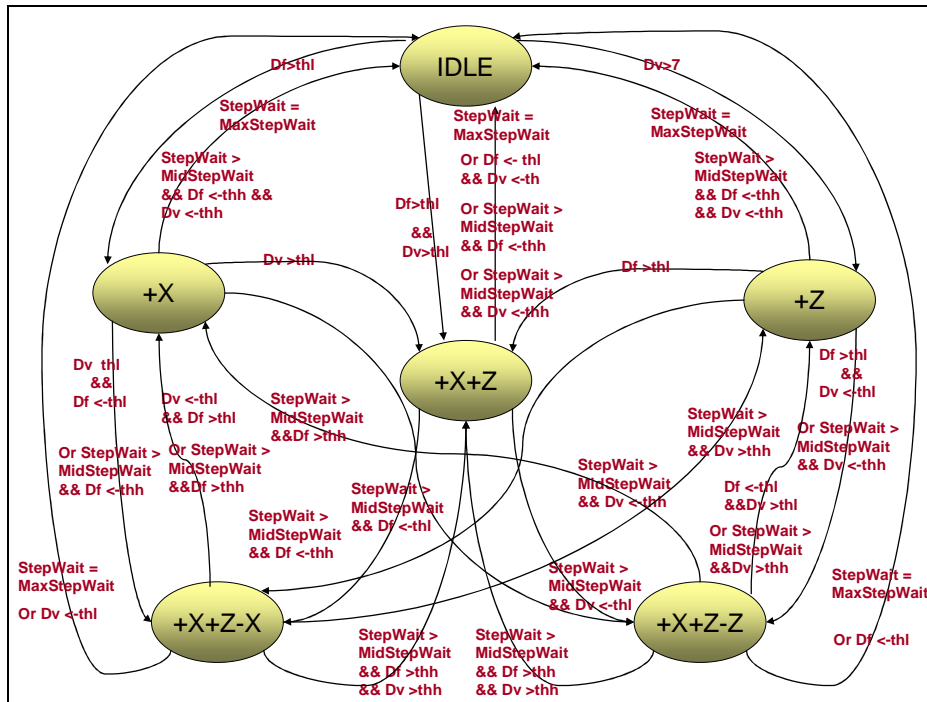 IDLE
Df>thl
Dv>7
StepWait =
MaxStepWait
StepWait >
MidStepWait
&& Df <-thh &&
Dv <-thh
StepWait =
MaxStepWait
Or Df <- thl
&& Dv <-th
Or StepWait >
MidStepWait
&& Df <-thh
Or StepWait >
MidStepWait
&& Dv <-thh
StepWait =
MaxStepWait
StepWait >
MidStepWait
&& Df <-thh
&& Dv <-thh
Df>thl
&&
Dv>thl
+X
Dv >thl
Df >thl
+Z
+X+Z
Dv thl
&&
Df <-thl
Or StepWait >
MidStepWait
&& Df <-thh
Dv <-thl
&& Df >thl
Or StepWait >
MidStepWait
&&Df >thh
StepWait >
MidStepWait
&&Df >thh
StepWait >
MidStepWait
&& Dv >thh
Df >thl
&&
Dv <-thl
Or StepWait >
MidStepWait
&& Dv <-thh
StepWait >
MidStepWait
&& Df <-thh
StepWait >
MidStepWait
&& Df <-thl
StepWait >
MidStepWait
&& Dv <-thh
Df <-thl
&&Dv >thl
Or StepWait >
MidStepWait
&&Dv >thh
StepWait =
MaxStepWait
Or Dv <-thl
StepWait >
MidStepWait
&& Dv <-thl
StepWait =
MaxStepWait
Or Df <-thl
+X+Z-X
+X+Z-Z
StepWait >
MidStepWait
&& Df >thh
&& Dv >thh
StepWait >
MidStepWait
&& Df >thh
&& Dv >thh